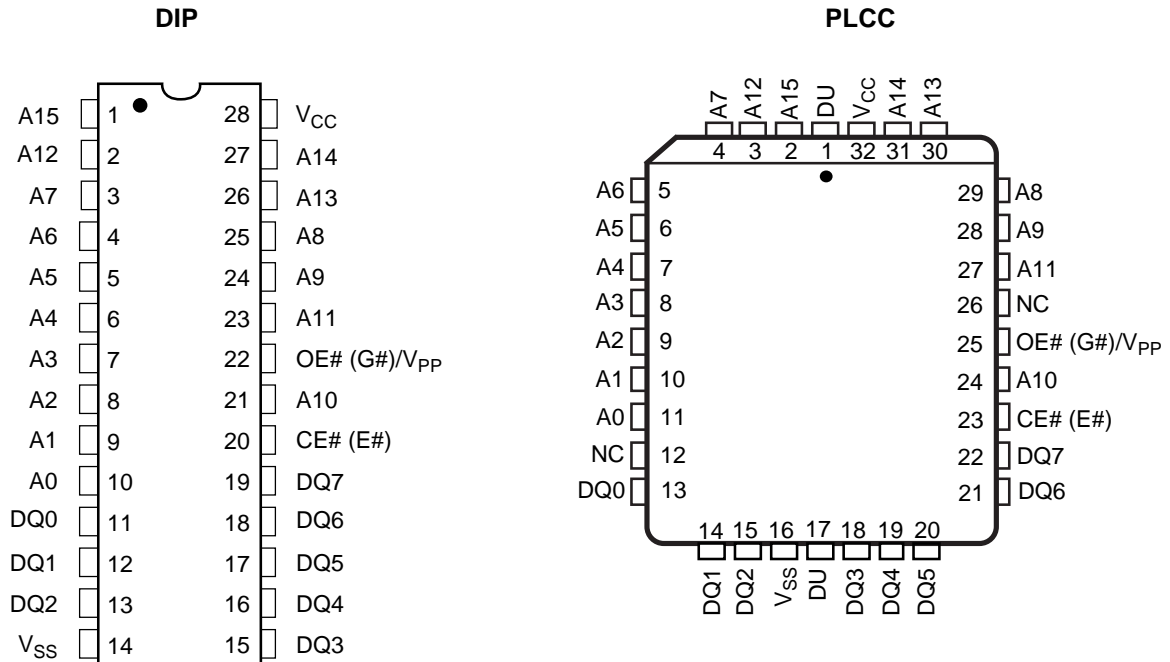 DIP
A15 1 28 VCC
A12 2 27 A14
A7 3 26 A13
A6 4 25 A8
A5 5 24 A9
A4 6 23 A11
A3 7 22 OE# (G#)/VPP
A2 8 21 A10
A1 9 20 CE# (E#)
A0 10 19 DQ7
DQ0 11 18 DQ6
DQ1 12 17 DQ5
DQ2 13 16 DQ4
VSS 14 15 DQ3
PLCC
A7 A12 A15 DU VCC A14 A13
4 3 2 1 32 31 30
A6 5 29 A8
A5 6 28 A9
A4 7 27 A11
A3 8 26 NC
A2 9 25 OE# (G#)/VPP
A1 10 24 A10
A0 11 23 CE# (E#)
NC 12 22 DQ7
DQ0 13 21 DQ6
14 15 16 17 18 19 20
DQ1 DQ2 VSS DU DQ3 DQ4 DQ5